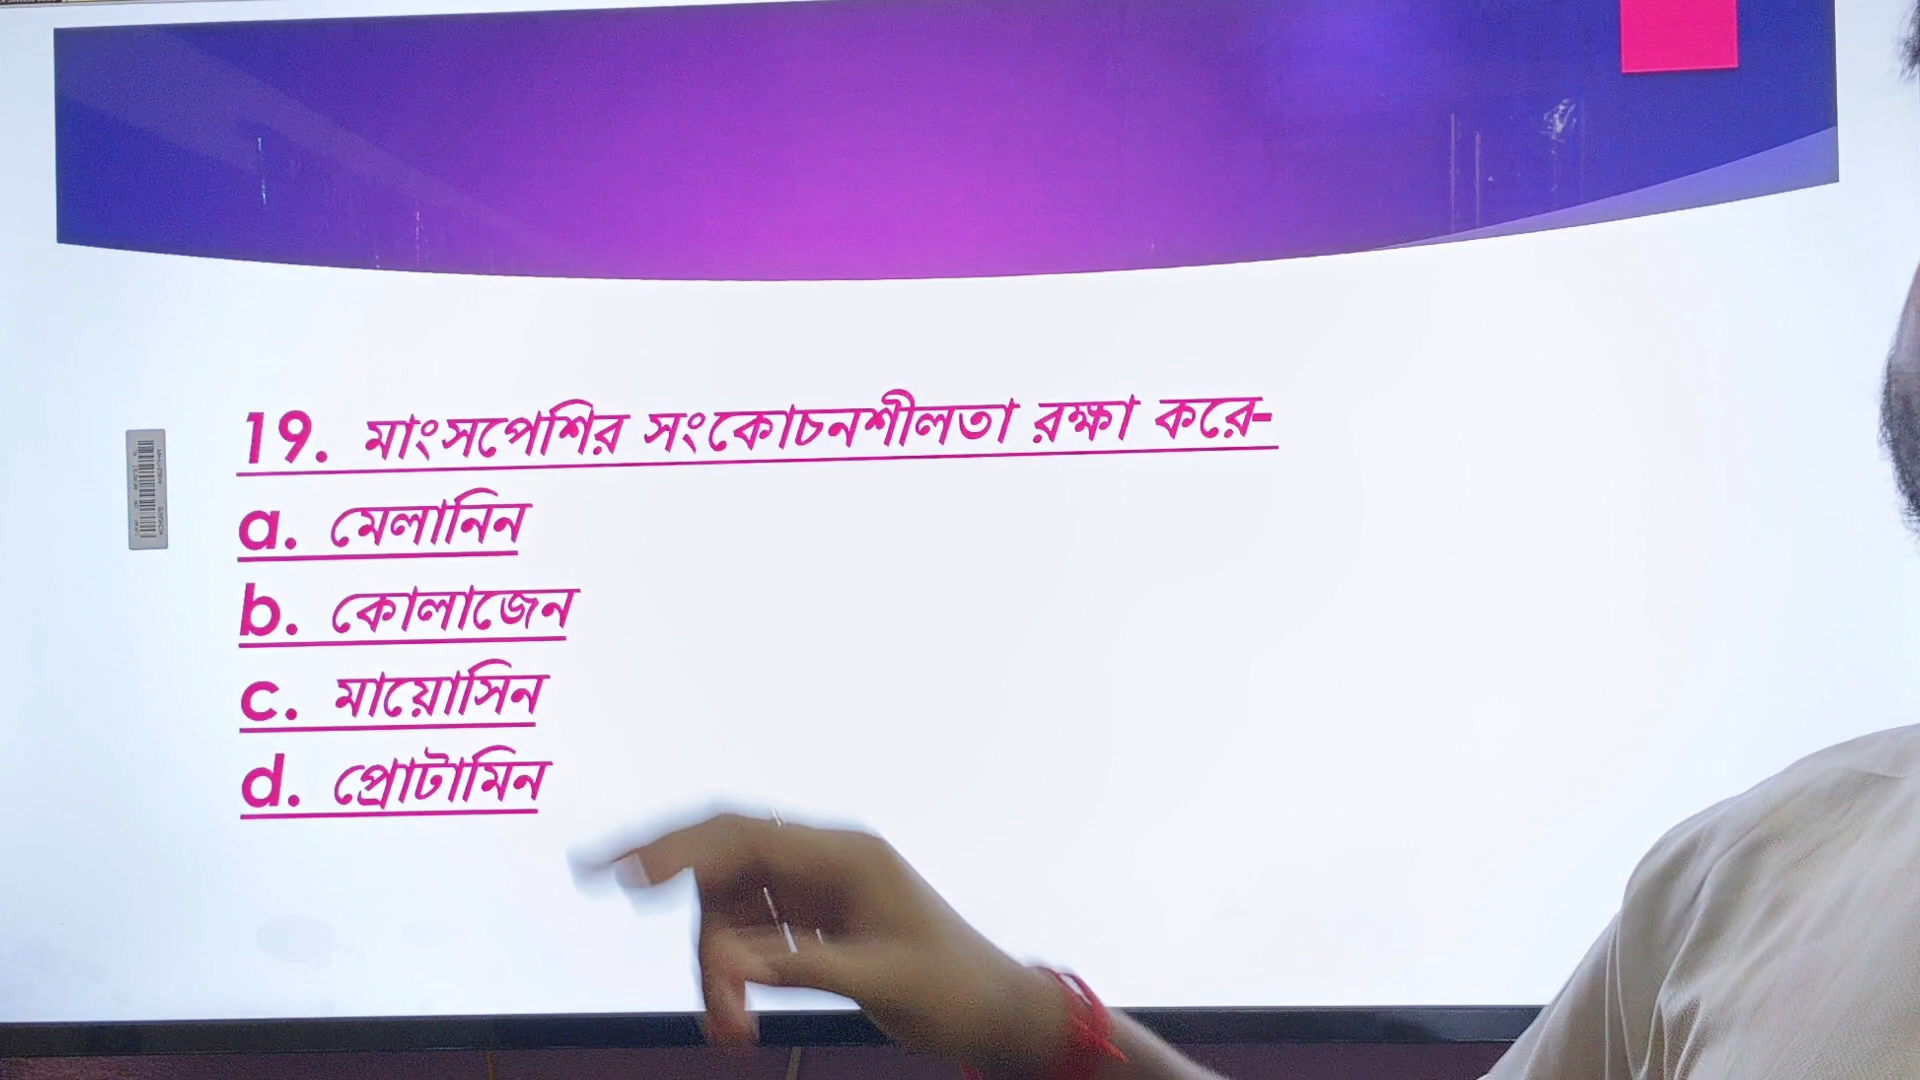 19. মাংসপেশির সংকোচনশীলতা রক্ষা করে-
a. মেলানিন
b. কোলাজেন
c. মায়োসিন
d. প্রোটামিন